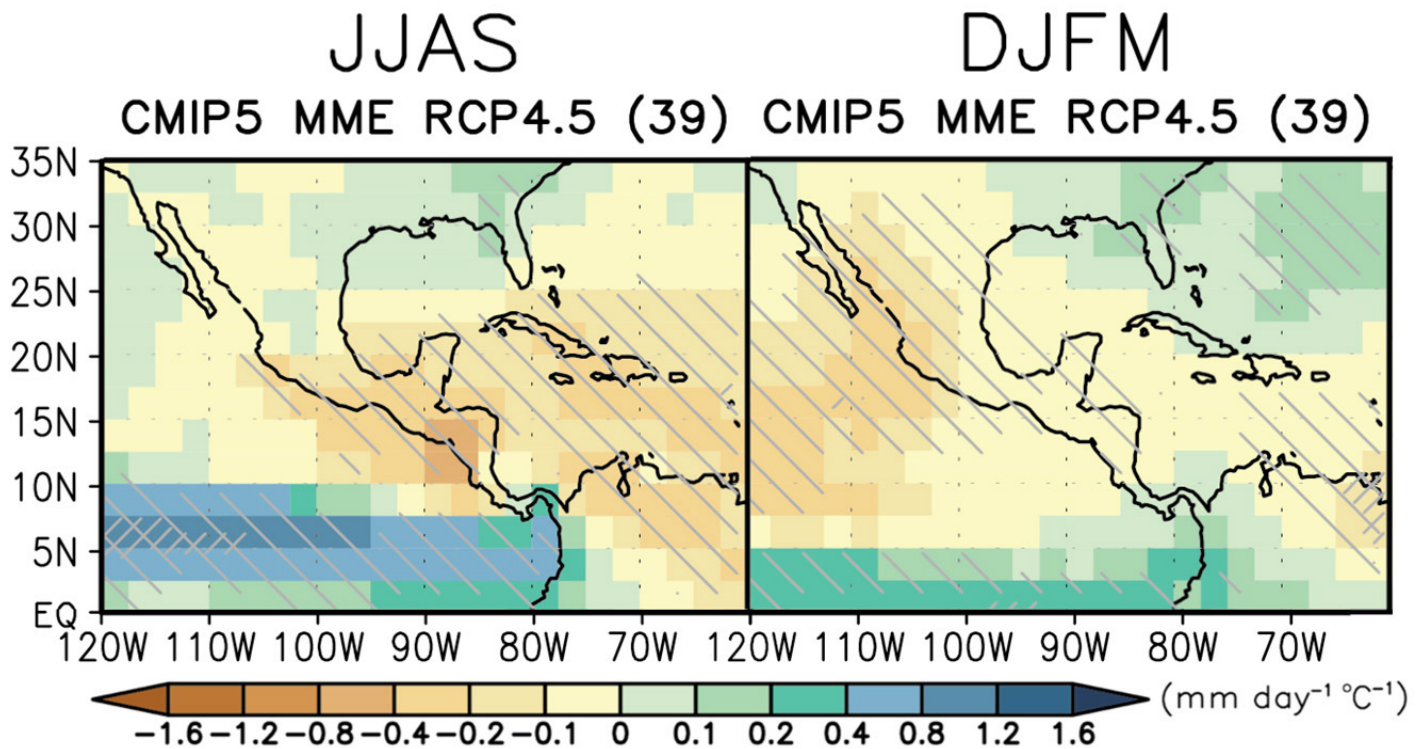 JJAS DJFM
CMIP5 MME RCP4.5 (39) CMIP5 MME RCP4.5 (39)
35N
30N
25N
20N
15N
10N
5N
EQ
120W 110W 100W 90W 80W 70W 120W 110W 100W 90W 80W 70W
(mm day⁻¹ °C⁻¹)
−1.6 −1.2 −0.8 −0.4 −0.2 −0.1 0 0.1 0.2 0.4 0.8 1.2 1.6